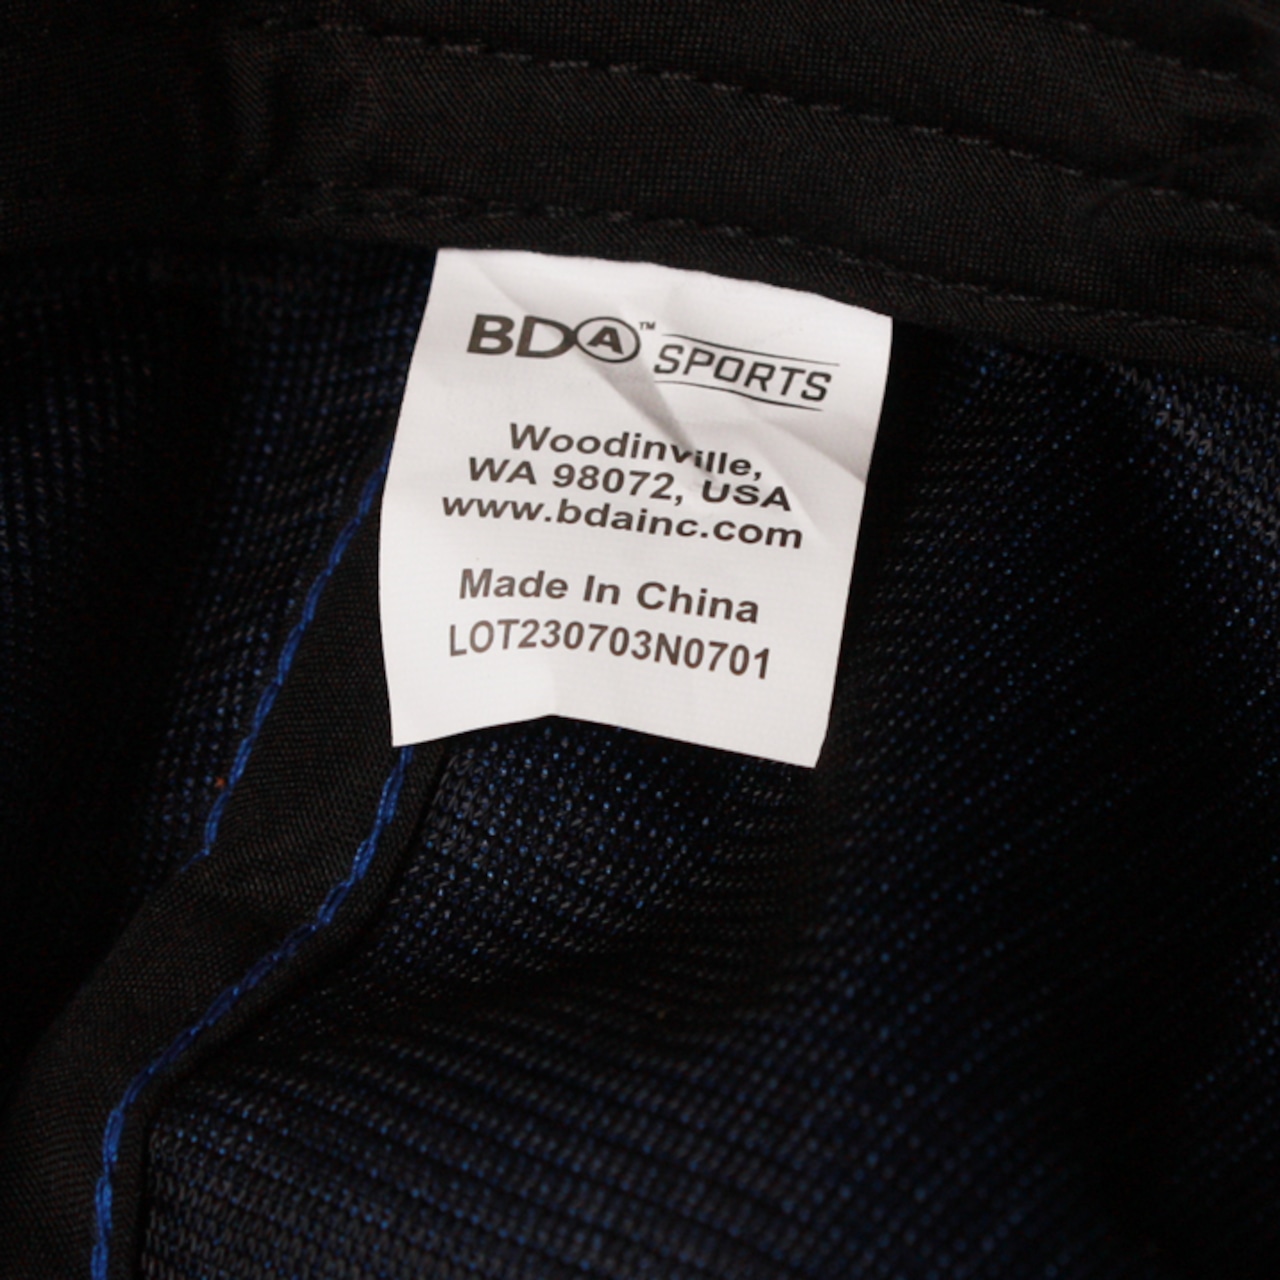 BDA™ SPORTS
Woodinville,
WA 98072, USA
www.bdainc.com
Made In China
LOT230703N0701